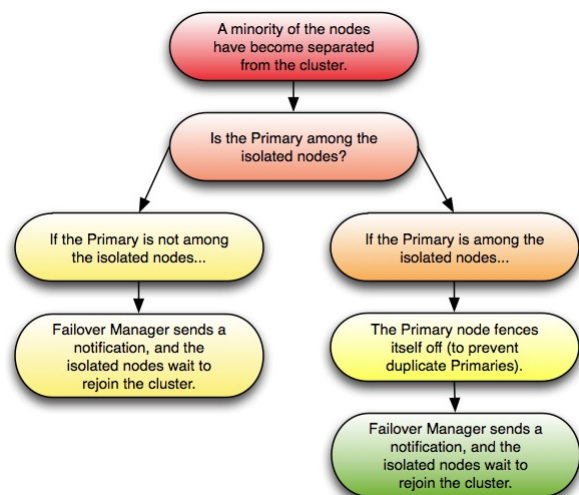 A minority of the nodes
have become separated
from the cluster.
Is the Primary among the
isolated nodes?
If the Primary is not among
the isolated nodes...
If the Primary is among the
isolated nodes...
Failover Manager sends a
notification, and the
isolated nodes wait to
rejoin the cluster.
The Primary node fences
itself off (to prevent
duplicate Primaries).
Failover Manager sends a
notification, and the
isolated nodes wait to
rejoin the cluster.